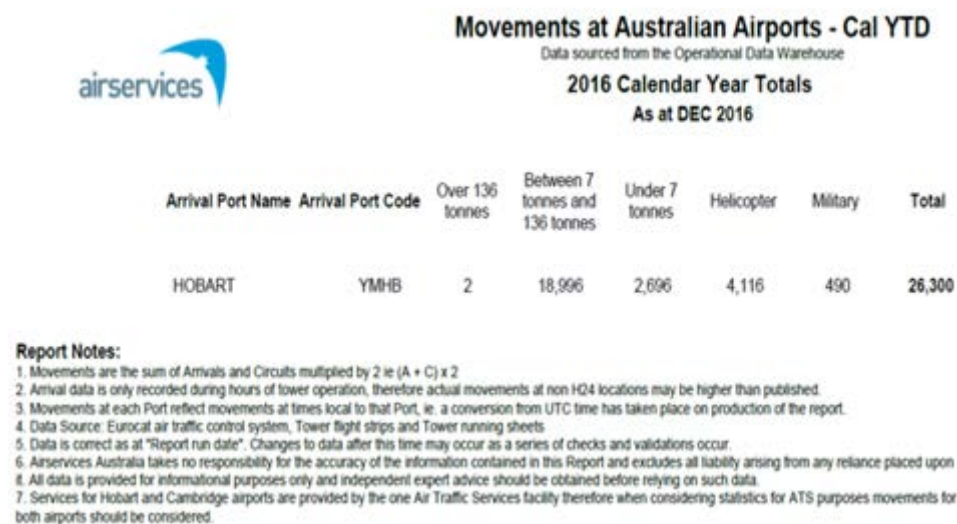 airservices
Movements at Australian Airports - Cal YTD
Data sourced from the Operational Data Warehouse
2016 Calendar Year Totals
As at DEC 2016
Arrival Port Name Arrival Port Code Over 136 tonnes Between 7 tonnes and 136 tonnes Under 7 tonnes Helicopter Military Total
HOBART YMHB 2 18,996 2,696 4,116 490 26,300
Report Notes:
1. Movements are the sum of Arrivals and Circuits multiplied by 2 ie (A + C) x 2
2. Arrival data is only recorded during hours of tower operation, therefore actual movements at non H24 locations may be higher than published.
3. Movements at each Port reflect movements at times local to that Port, ie. a conversion from UTC time has taken place on production of the report.
4. Data Source: Eurocat air traffic control system, Tower flight strips and Tower running sheets
5. Data is correct as at "Report run date". Changes to data after this time may occur as a series of checks and validations occur.
6. Airservices Australia takes no responsibility for the accuracy of the information contained in this Report and excludes all liability arising from any reliance placed upon
it. All data is provided for informational purposes only and independent expert advice should be obtained before relying on such data.
7. Services for Hobart and Cambridge airports are provided by the one Air Traffic Services facility therefore when considering statistics for ATS purposes movements for
both airports should be considered.